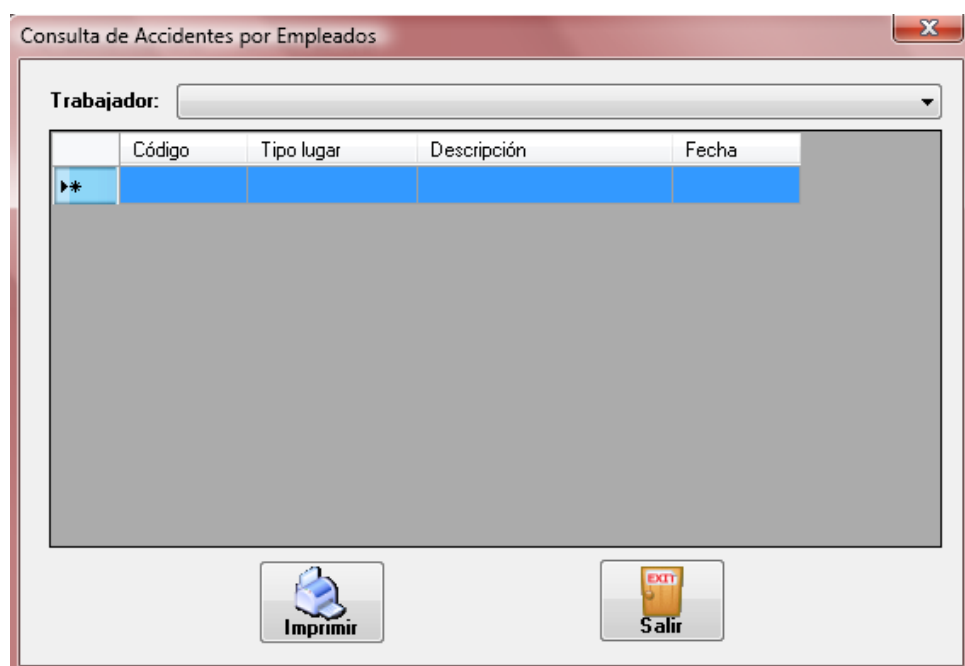 Consulta de Accidentes por Empleados
X
Trabajador:
Código Tipo lugar Descripción Fecha
EXIT
Imprimir Salir